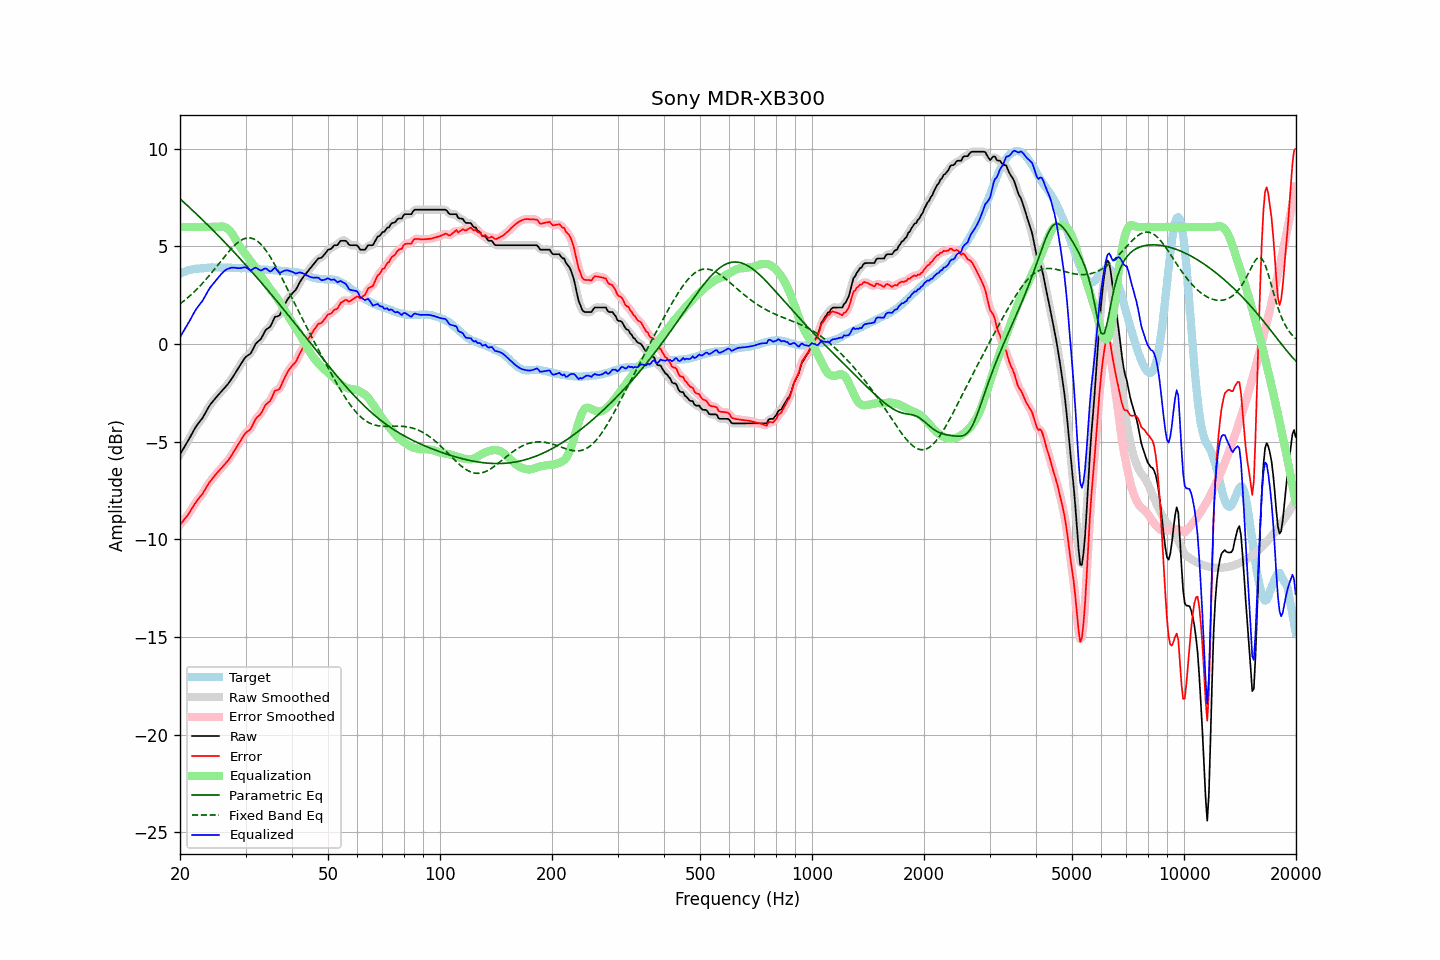 Sony MDR-XB300
Amplitude (dBr)
10
5
0
−5
−10
−15
−20
−25
Target
Raw Smoothed
Error Smoothed
Raw
Error
Equalization
Parametric Eq
Fixed Band Eq
Equalized
20 50 100 200 500 1000 2000 5000 10000 20000
Frequency (Hz)